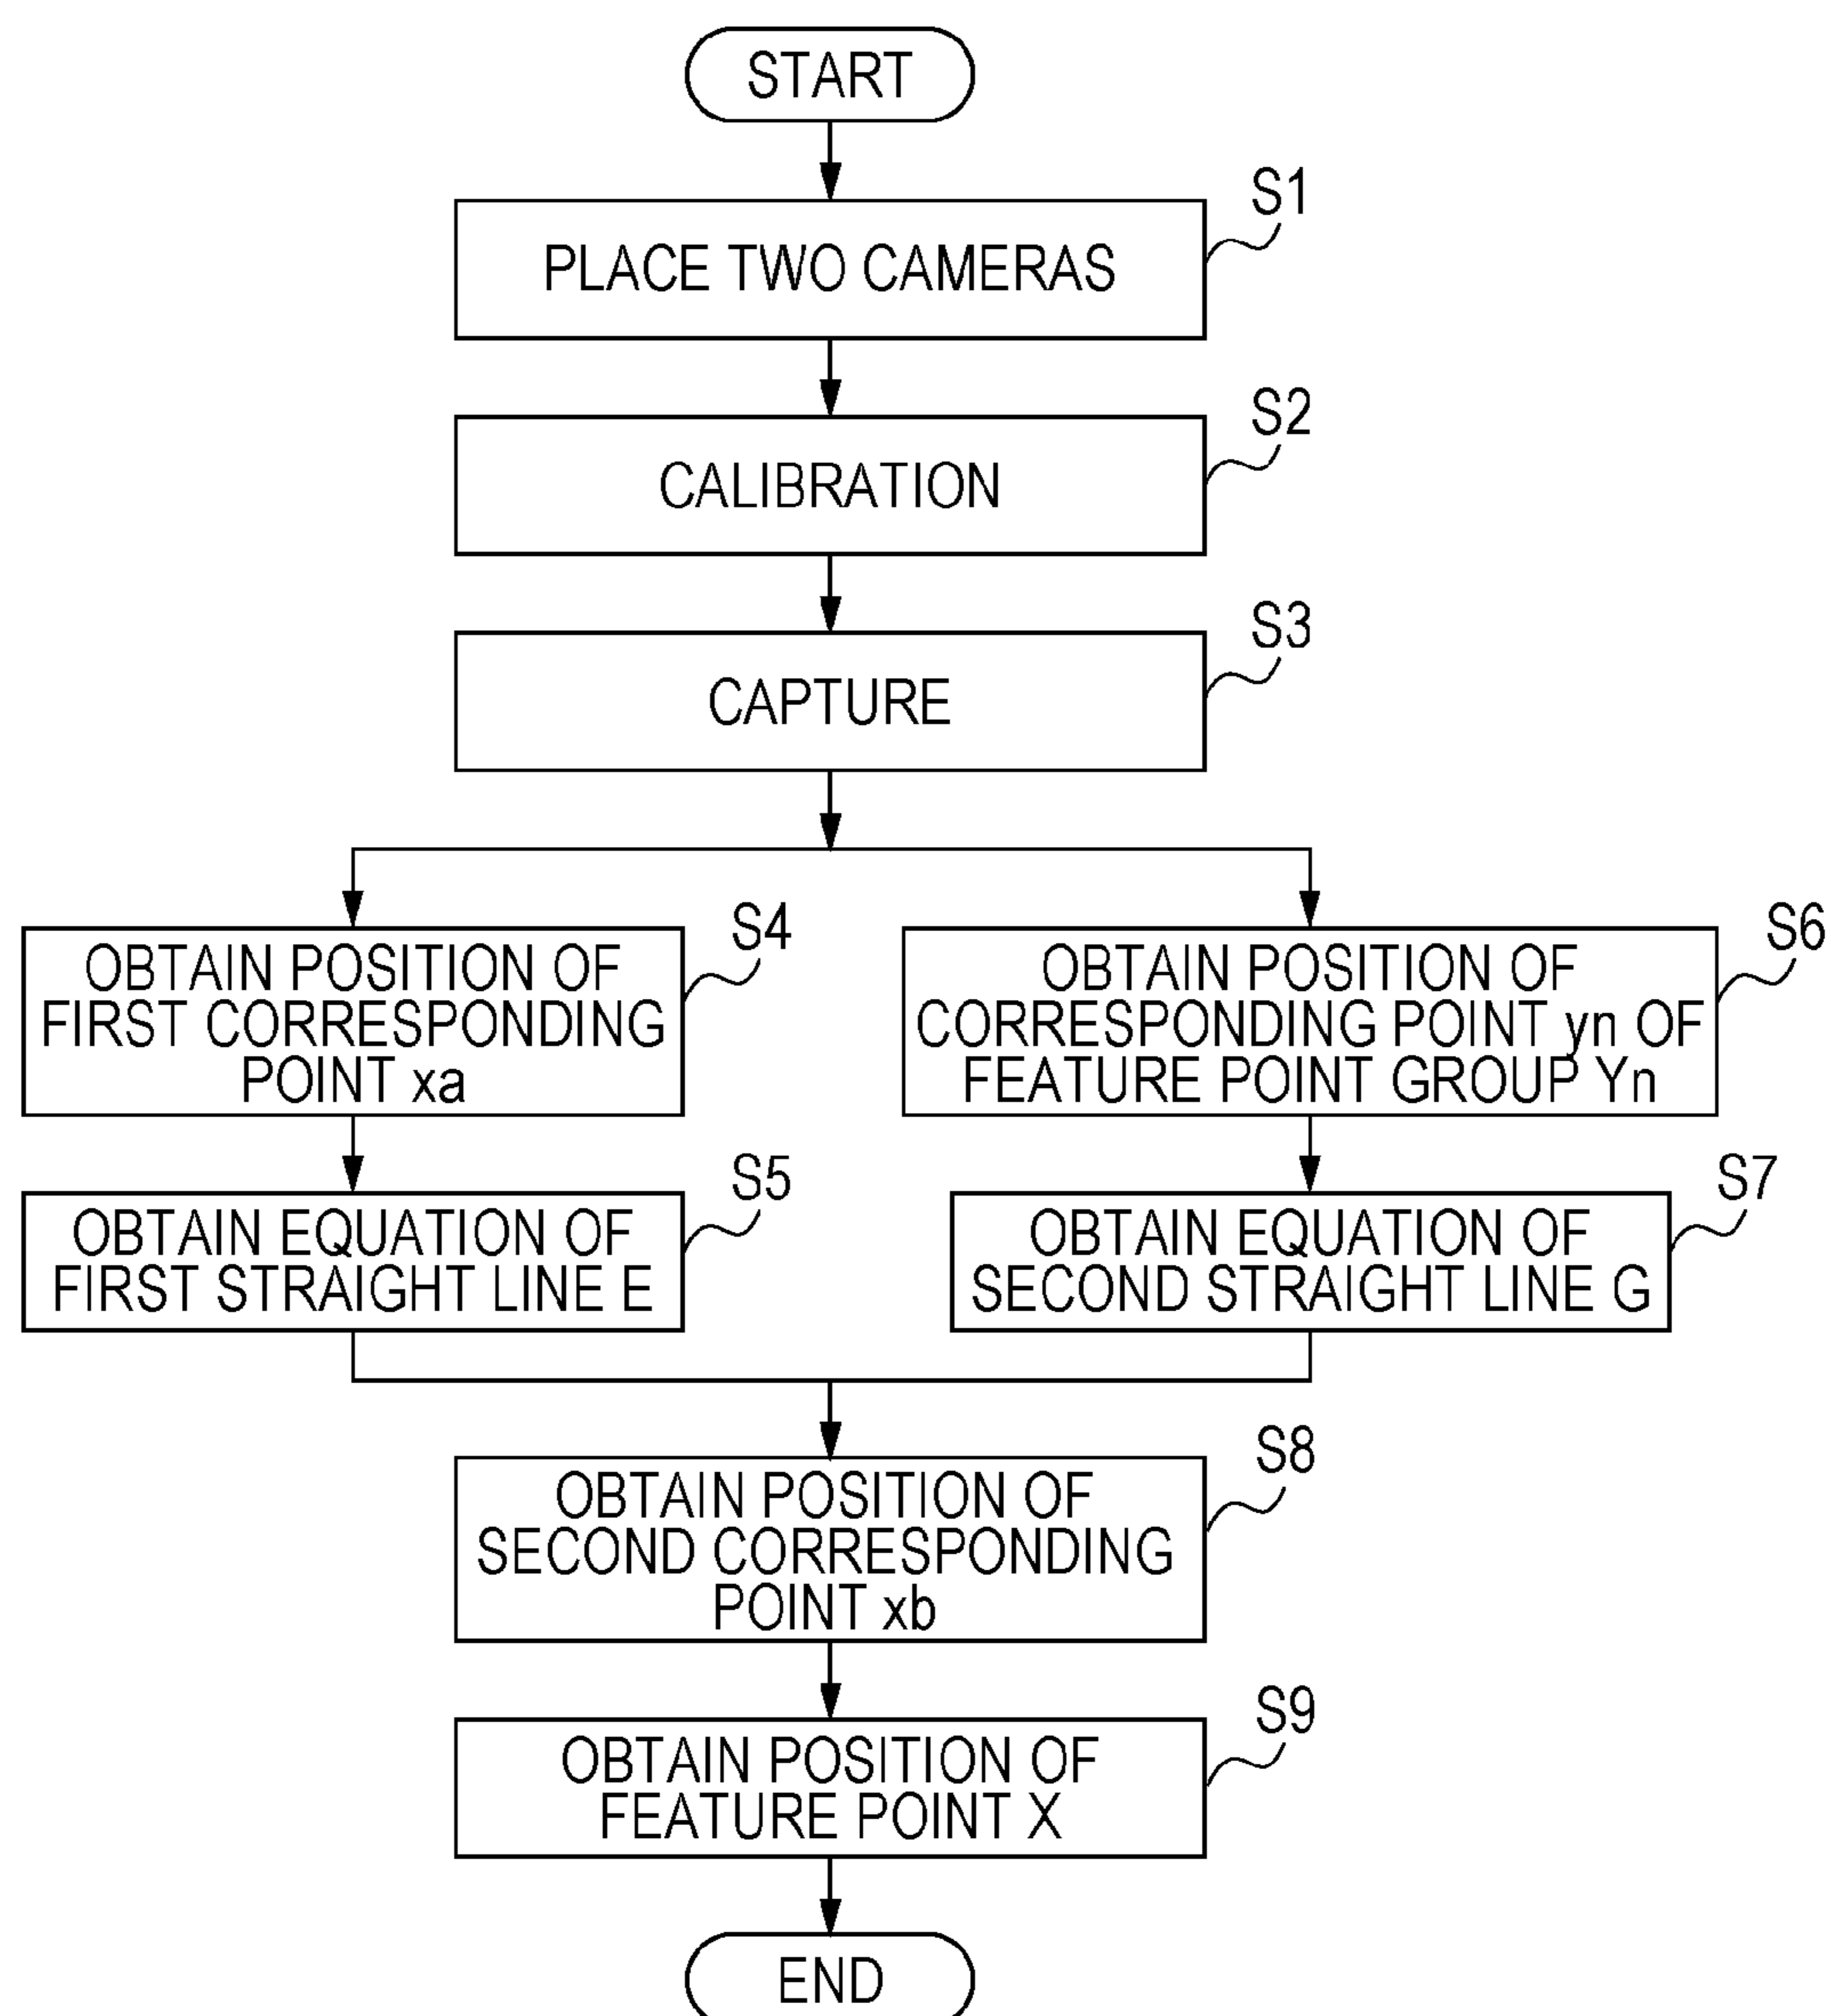 START
S1
PLACE TWO CAMERAS
S2
CALIBRATION
S3
CAPTURE
S4
OBTAIN POSITION OF
FIRST CORRESPONDING
POINT xa
S5
OBTAIN EQUATION OF
FIRST STRAIGHT LINE E
S6
OBTAIN POSITION OF
CORRESPONDING POINT yn OF
FEATURE POINT GROUP Yn
S7
OBTAIN EQUATION OF
SECOND STRAIGHT LINE G
S8
OBTAIN POSITION OF
SECOND CORRESPONDING
POINT xb
S9
OBTAIN POSITION OF
FEATURE POINT X
END